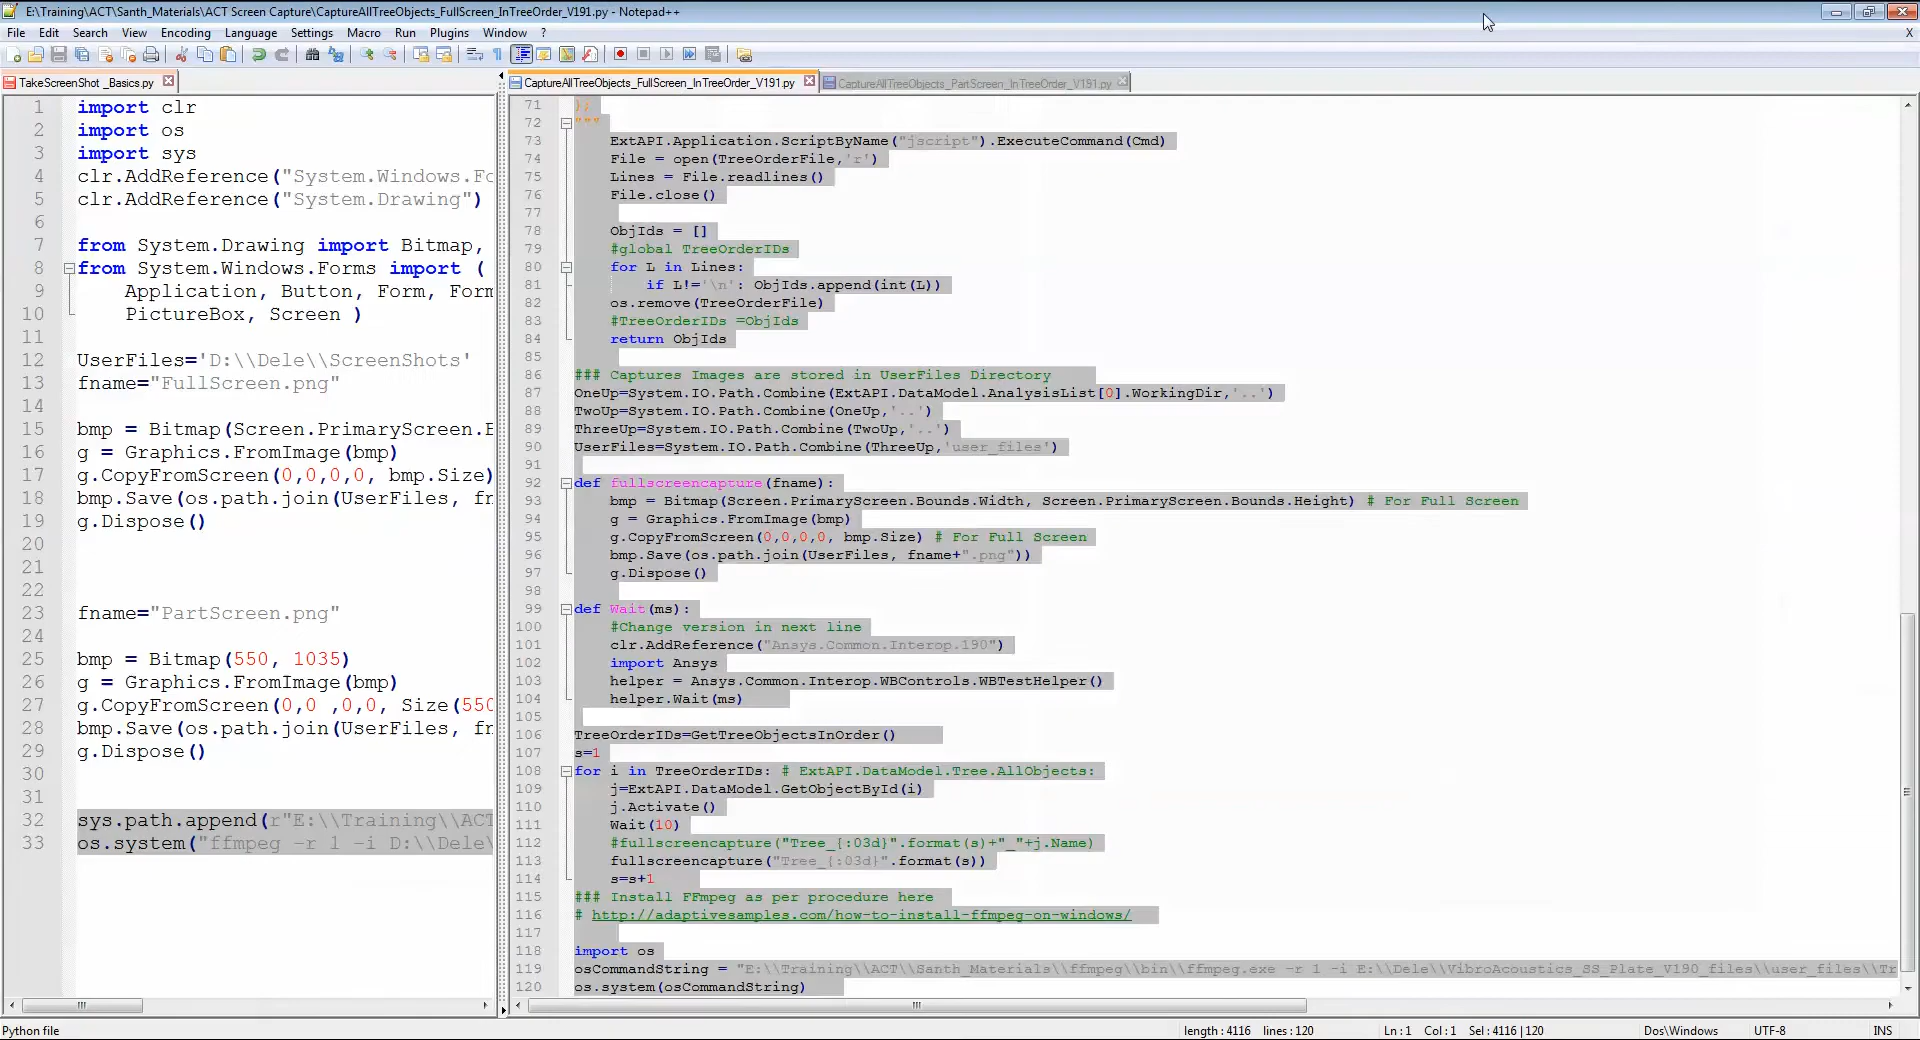 E:\Training\ACT\Santh_Materials\ACT Screen Capture\CaptureAllTreeObjects_FullScreen_InTreeOrder_V191.py - Notepad++
File Edit Search View Encoding Language Settings Macro Run Plugins Window ?
X
TakeScreenShot _Basics.py
1 import clr
2 import os
3 import sys
4 clr.AddReference("System.Windows.Fo
5 clr.AddReference("System.Drawing")
6
7 from System.Drawing import Bitmap,
8 from System.Windows.Forms import (
9 Application, Button, Form, Form
10 PictureBox, Screen )
11
12 UserFiles='D:\\Dele\\ScreenShots'
13 fname="FullScreen.png"
14
15 bmp = Bitmap(Screen.PrimaryScreen.B
16 g = Graphics.FromImage(bmp)
17 g.CopyFromScreen(0,0,0,0, bmp.Size)
18 bmp.Save(os.path.join(UserFiles, fn
19 g.Dispose()
20
21
22
23 fname="PartScreen.png"
24
25 bmp = Bitmap(550, 1035)
26 g = Graphics.FromImage(bmp)
27 g.CopyFromScreen(0,0 ,0,0, Size(550
28 bmp.Save(os.path.join(UserFiles, fn
29 g.Dispose()
30
31
32 sys.path.append(r"E:\\Training\\ACT
33 os.system("ffmpeg -r 1 -i D:\\Dele\
CaptureAllTreeObjects_FullScreen_InTreeOrder_V191.py CaptureAllTreeObjects_PartScreen_InTreeOrder_V191.py
71 };
72 """
73 ExtAPI.Application.ScriptByName("jscript").ExecuteCommand(Cmd)
74 File = open(TreeOrderFile,'r')
75 Lines = File.readlines()
76 File.close()
77
78 ObjIds = []
79 #global TreeOrderIDs
80 for L in Lines:
81 if L!='\n': ObjIds.append(int(L))
82 os.remove(TreeOrderFile)
83 #TreeOrderIDs =ObjIds
84 return ObjIds
85
86 ### Captures Images are stored in UserFiles Directory
87 OneUp=System.IO.Path.Combine(ExtAPI.DataModel.AnalysisList[0].WorkingDir,'..')
88 TwoUp=System.IO.Path.Combine(OneUp,'..')
89 ThreeUp=System.IO.Path.Combine(TwoUp,'..')
90 UserFiles=System.IO.Path.Combine(ThreeUp,'user_files')
91
92 def fullscreencapture(fname):
93 bmp = Bitmap(Screen.PrimaryScreen.Bounds.Width, Screen.PrimaryScreen.Bounds.Height) # For Full Screen
94 g = Graphics.FromImage(bmp)
95 g.CopyFromScreen(0,0,0,0, bmp.Size) # For Full Screen
96 bmp.Save(os.path.join(UserFiles, fname+".png"))
97 g.Dispose()
98
99 def Wait(ms):
100 #Change version in next line
101 clr.AddReference("Ansys.Common.Interop.190")
102 import Ansys
103 helper = Ansys.Common.Interop.WBControls.WBTestHelper()
104 helper.Wait(ms)
105
106 TreeOrderIDs=GetTreeObjectsInOrder()
107 s=1
108 for i in TreeOrderIDs: # ExtAPI.DataModel.Tree.AllObjects:
109 j=ExtAPI.DataModel.GetObjectById(i)
110 j.Activate()
111 Wait(10)
112 #fullscreencapture("Tree_{:03d}".format(s)+"_"+j.Name)
113 fullscreencapture("Tree_{:03d}".format(s))
114 s=s+1
115 ### Install FFmpeg as per procedure here
116 # http://adaptivesamples.com/how-to-install-ffmpeg-on-windows/
117
118 import os
119 osCommandString = "E:\\Training\\ACT\\Santh_Materials\\ffmpeg\\bin\\ffmpeg.exe -r 1 -i E:\\Dele\\VibroAcoustics_SS_Plate_V190_files\\user_files\\Tr
120 os.system(osCommandString)
Python file length : 4116 lines : 120 Ln : 1 Col : 1 Sel : 4116 | 120 Dos\Windows UTF-8 INS